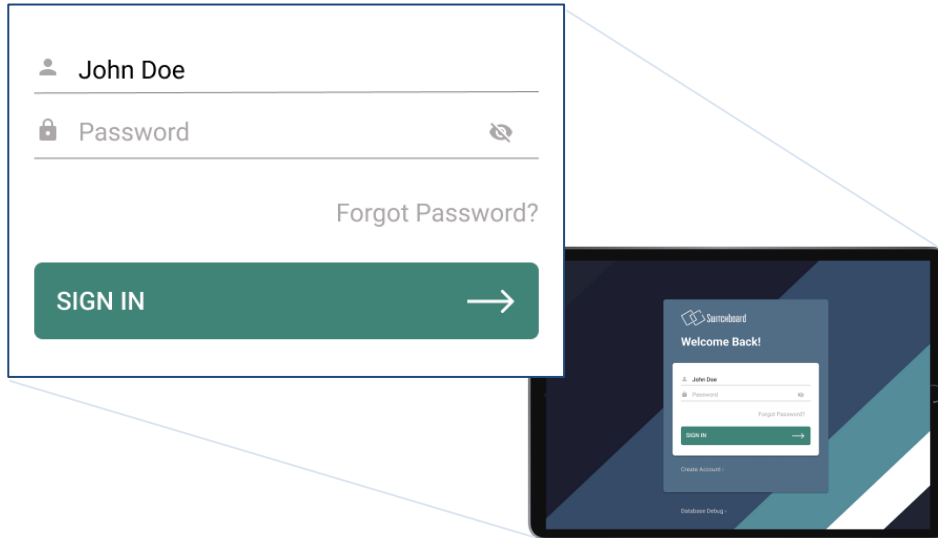 John Doe
Password
Forgot Password?
SIGN IN
Switchboard
Welcome Back!
John Doe
Password
Forgot Password?
SIGN IN
Create Account ›
Database Debug ›